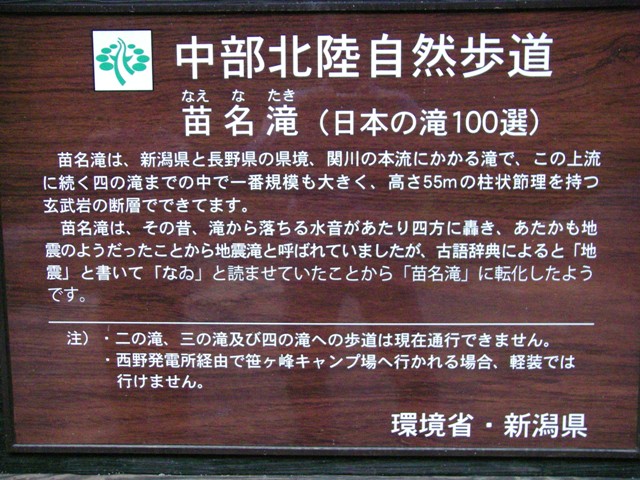 中部北陸自然歩道
なえ な たき
苗名滝（日本の滝100選）
苗名滝は、新潟県と長野県の県境、関川の本流にかかる滝で、この上流
に続く四の滝までの中で一番規模も大きく、高さ55mの柱状節理を持つ
玄武岩の断層でできてます。
苗名滝は、その昔、滝から落ちる水音があたり四方に轟き、あたかも地
震のようだったことから地震滝と呼ばれていましたが、古語辞典によると「地
震」と書いて「なゐ」と読ませていたことから「苗名滝」に転化したよう
です。
注）・二の滝、三の滝及び四の滝への歩道は現在通行できません。
・西野発電所経由で笹ヶ峰キャンプ場へ行かれる場合、軽装では
行けません。
環境省・新潟県